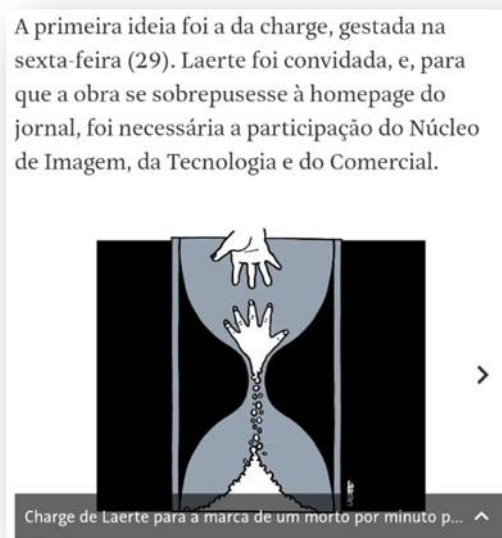 A primeira ideia foi a da charge, gestada na
sexta-feira (29). Laerte foi convidada, e, para
que a obra se sobrepusesse à homepage do
jornal, foi necessária a participação do Núcleo
de Imagem, da Tecnologia e do Comercial.
Charge de Laerte para a marca de um morto por minuto p...